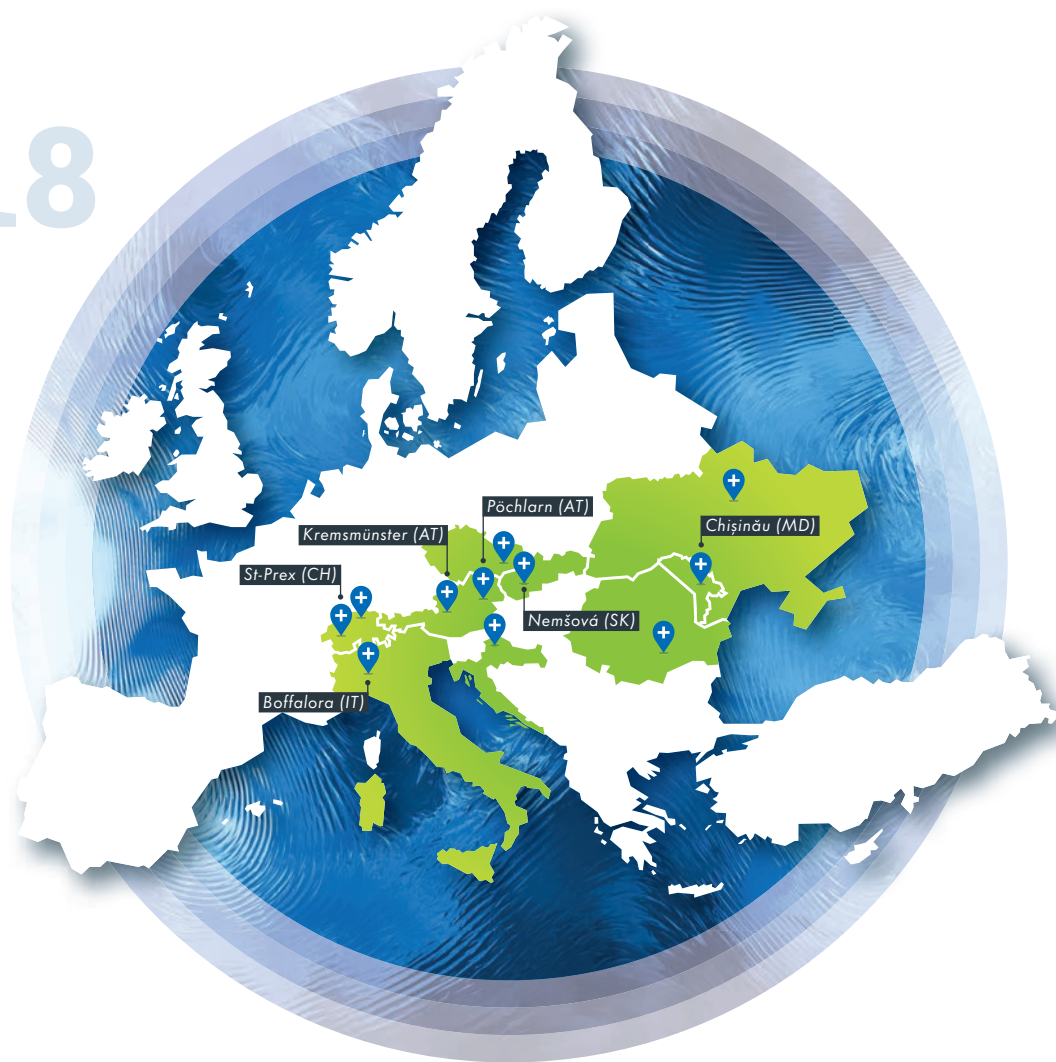 18
Pöchlarn (AT)
Chișinău (MD)
Kremsmünster (AT)
St-Prex (CH)
Nemšová (SK)
Boffalora (IT)